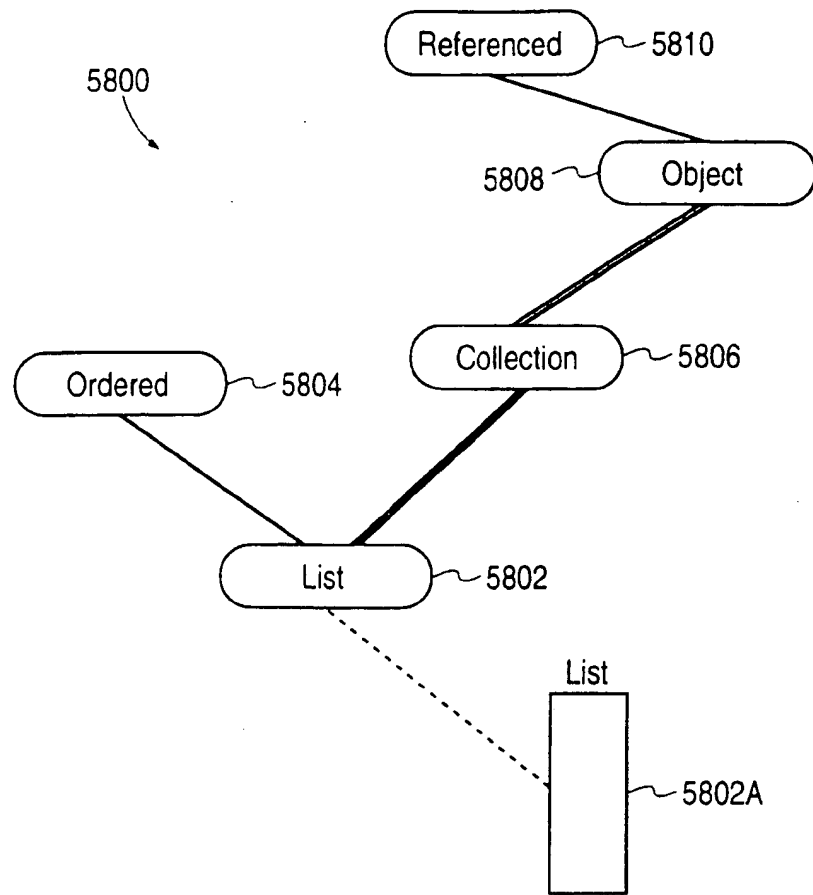 Referenced 5810
5800
5808 Object
Collection 5806
Ordered 5804
List 5802
List
5802A